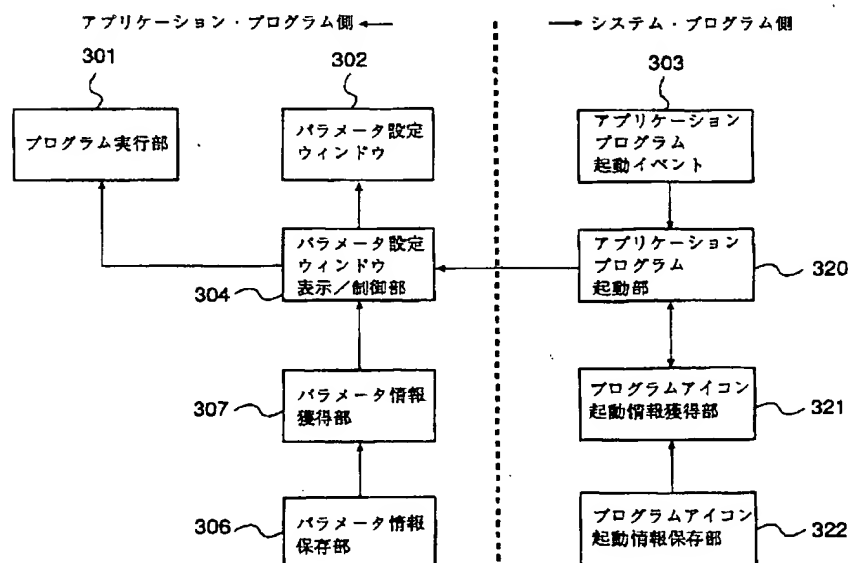 アプリケーション・プログラム側
システム・プログラム側
301
302
303
プログラム実行部
パラメータ設定
ウィンドウ
アプリケーション
プログラム
起動イベント
パラメータ設定
ウィンドウ
表示／制御部
304
アプリケーション
プログラム
起動部
320
パラメータ情報
獲得部
307
プログラムアイコン
起動情報獲得部
321
パラメータ情報
保存部
306
プログラムアイコン
起動情報保存部
322